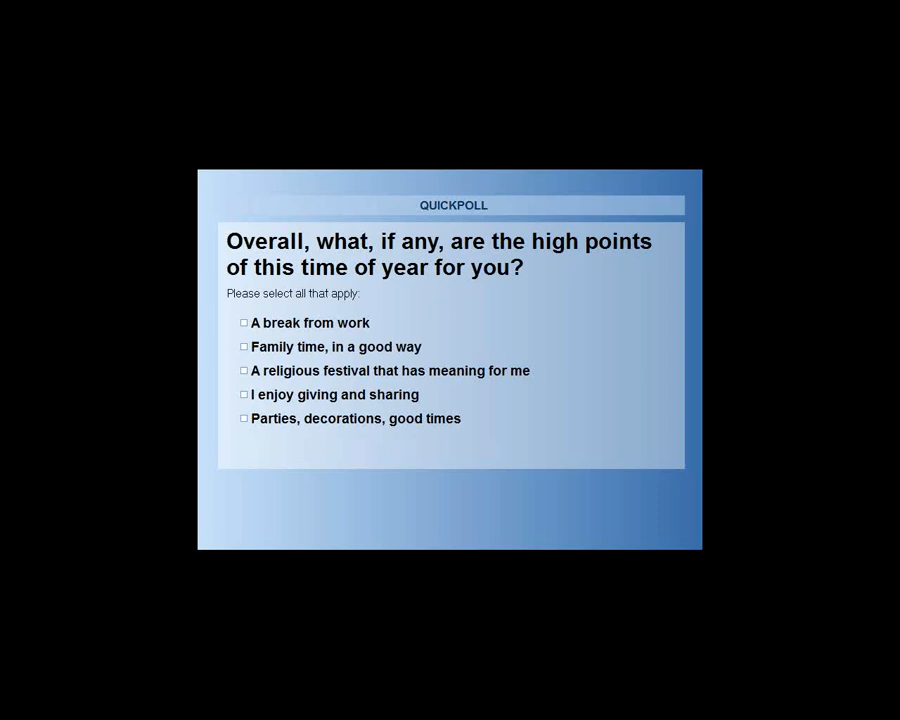 QUICKPOLL
Overall, what, if any, are the high points
of this time of year for you?
Please select all that apply:
A break from work
Family time, in a good way
A religious festival that has meaning for me
I enjoy giving and sharing
Parties, decorations, good times